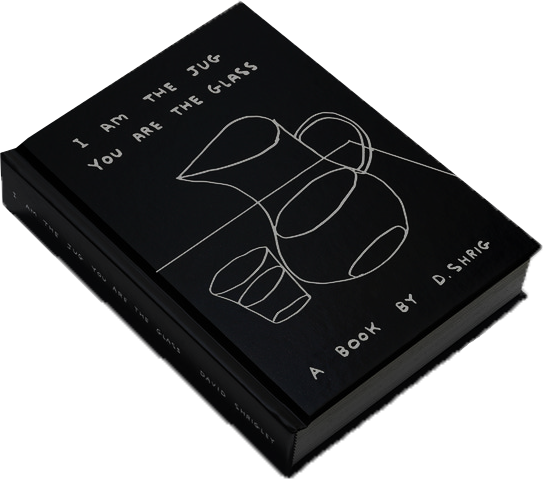 I AM THE JUG
YOU ARE THE GLASS
A BOOK BY D.SHRIG
I AM THE JUG YOU ARE THE GLASS DAVID SHRIGLEY